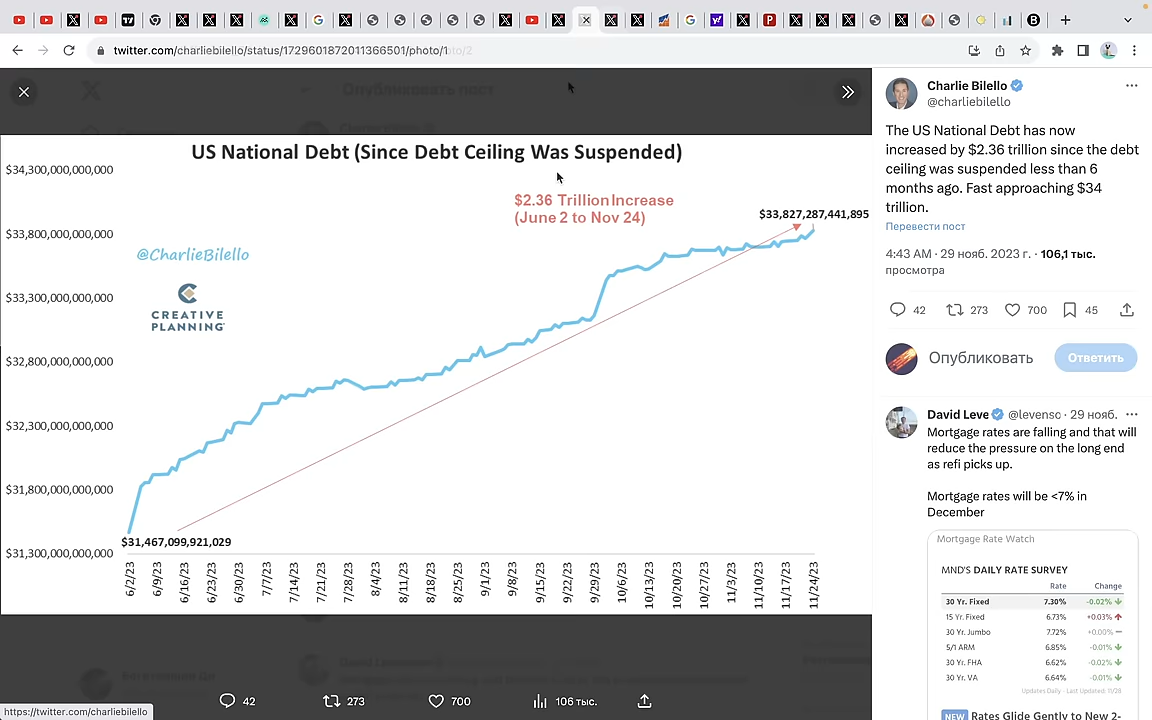 twitter.com/charliebilello/status/1729601872011366501/photo/1
US National Debt (Since Debt Ceiling Was Suspended)
$34,300,000,000,000
$33,800,000,000,000
$33,300,000,000,000
$32,800,000,000,000
$32,300,000,000,000
$31,800,000,000,000
$31,300,000,000,000
$2.36 Trillion Increase
(June 2 to Nov 24)
$33,827,287,441,895
@CharlieBilello
CREATIVE
PLANNING
$31,467,099,921,029
6/2/23
6/9/23
6/16/23
6/23/23
6/30/23
7/7/23
7/14/23
7/21/23
7/28/23
8/4/23
8/11/23
8/18/23
8/25/23
9/1/23
9/8/23
9/15/23
9/22/23
9/29/23
10/6/23
10/13/23
10/20/23
10/27/23
11/3/23
11/10/23
11/17/23
11/24/23
42
273
700
106 тыс.
https://twitter.com/charliebilello
Charlie Bilello
@charliebilello
The US National Debt has now
increased by $2.36 trillion since the debt
ceiling was suspended less than 6
months ago. Fast approaching $34
trillion.
Перевести пост
4:43 AM · 29 нояб. 2023 г. · 106,1 тыс.
просмотра
42
273
700
45
Опубликовать
Ответить
David Leve @levensc · 29 нояб.
Mortgage rates are falling and that will
reduce the pressure on the long end
as refi picks up.
Mortgage rates will be <7% in
December
Mortgage Rate Watch
MND'S DAILY RATE SURVEY
Rate Change
30 Yr. Fixed 7.30% -0.02%
15 Yr. Fixed 6.73% +0.03%
30 Yr. Jumbo 7.72% +0.00%
5/1 ARM 6.85% -0.01%
30 Yr. FHA 6.62% -0.02%
30 Yr. VA 6.64% -0.01%
Updates Daily - Last Updated: 11/28
NEW Rates Glide Gently to New 2-